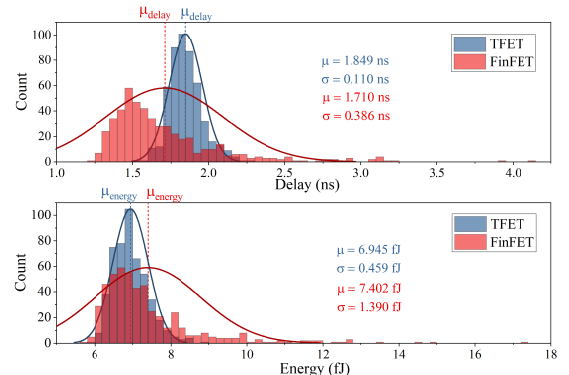 μdelay μdelay
100
80
60
40
20
0
Count
TFET
FinFET
μ = 1.849 ns
σ = 0.110 ns
μ = 1.710 ns
σ = 0.386 ns
1.0 1.5 2.0 2.5 3.0 3.5 4.0
Delay (ns)
μenergy μenergy
100
80
60
40
20
0
Count
TFET
FinFET
μ = 6.945 fJ
σ = 0.459 fJ
μ = 7.402 fJ
σ = 1.390 fJ
6 8 10 12 14 16 18
Energy (fJ)